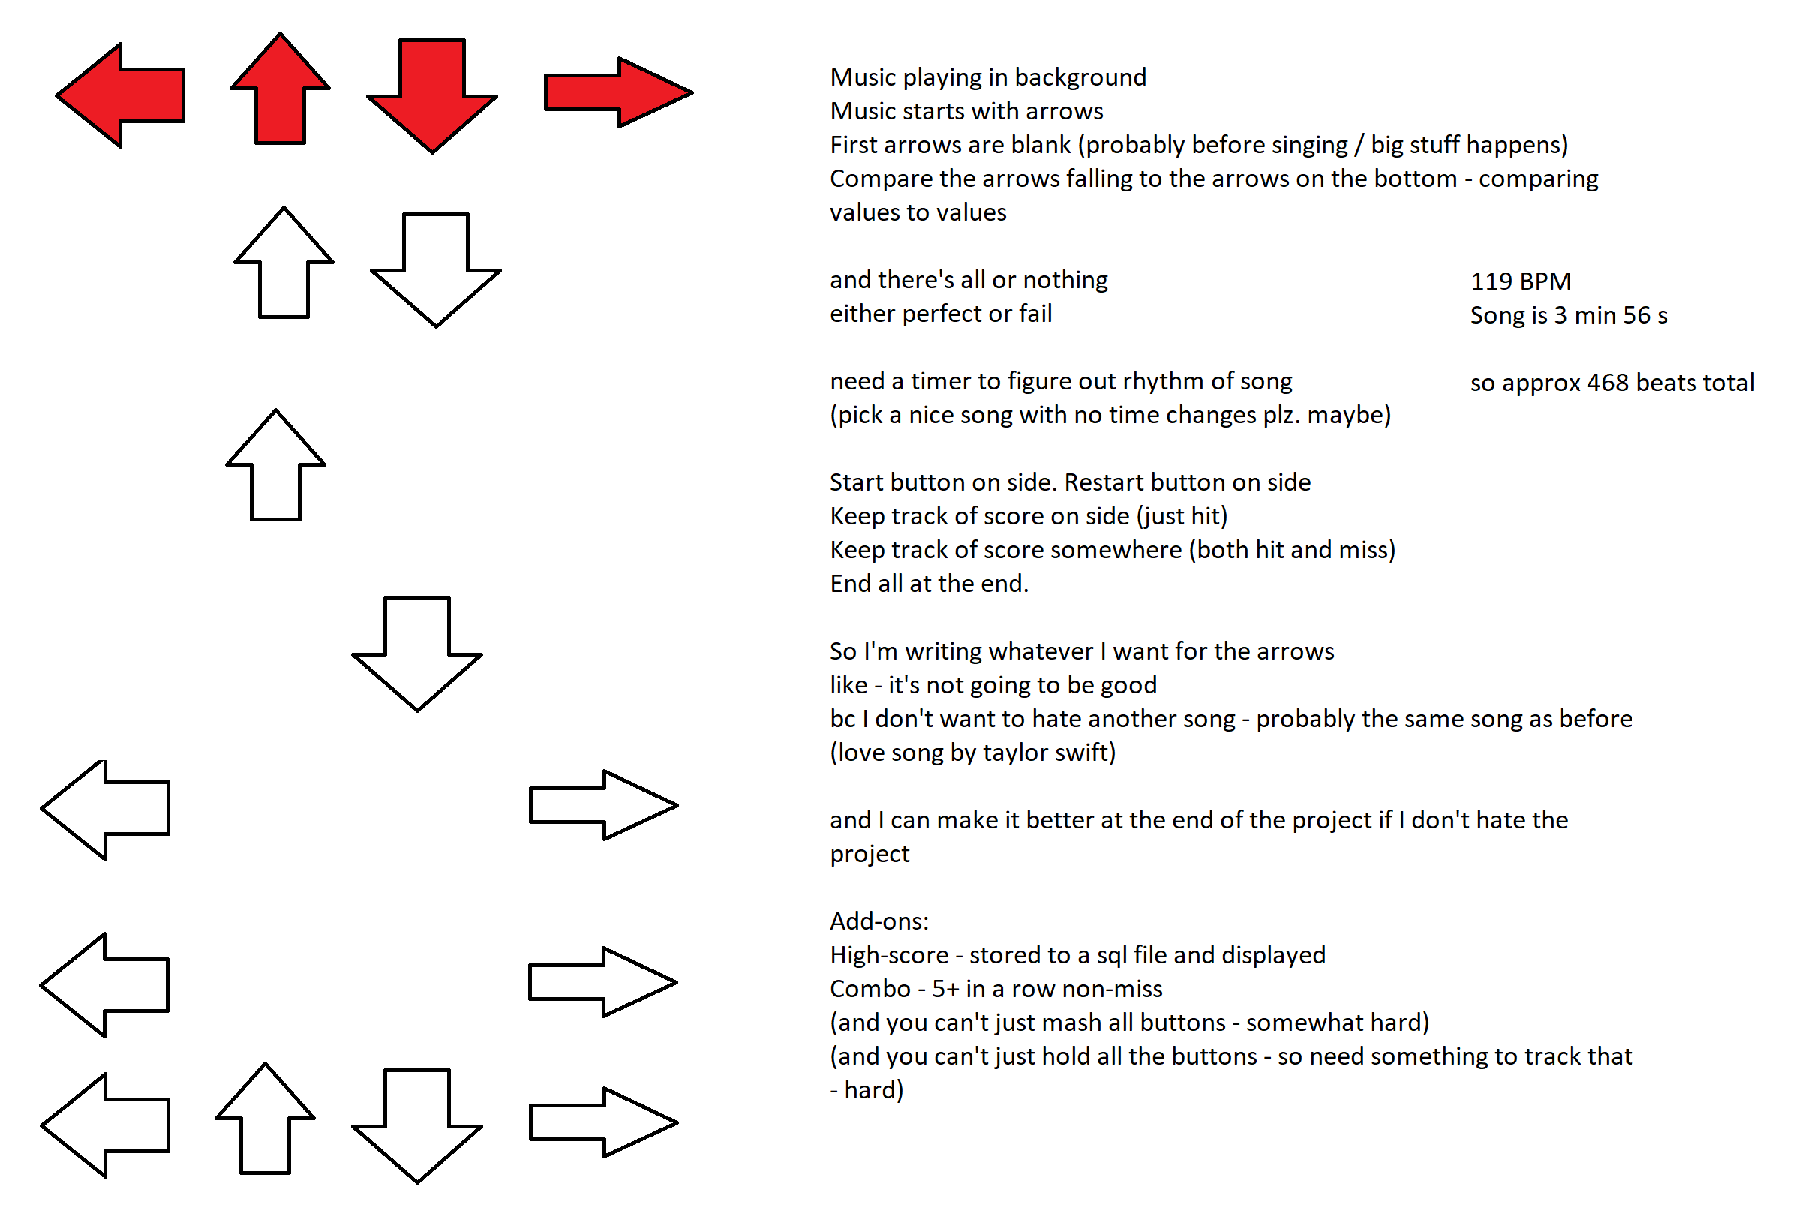 Music playing in background
Music starts with arrows
First arrows are blank (probably before singing / big stuff happens)
Compare the arrows falling to the arrows on the bottom - comparing
values to values
and there's all or nothing
either perfect or fail
119 BPM
Song is 3 min 56 s
need a timer to figure out rhythm of song
(pick a nice song with no time changes plz. maybe)
so approx 468 beats total
Start button on side. Restart button on side
Keep track of score on side (just hit)
Keep track of score somewhere (both hit and miss)
End all at the end.
So I'm writing whatever I want for the arrows
like - it's not going to be good
bc I don't want to hate another song - probably the same song as before
(love song by taylor swift)
and I can make it better at the end of the project if I don't hate the
project
Add-ons:
High-score - stored to a sql file and displayed
Combo - 5+ in a row non-miss
(and you can't just mash all buttons - somewhat hard)
(and you can't just hold all the buttons - so need something to track that
- hard)